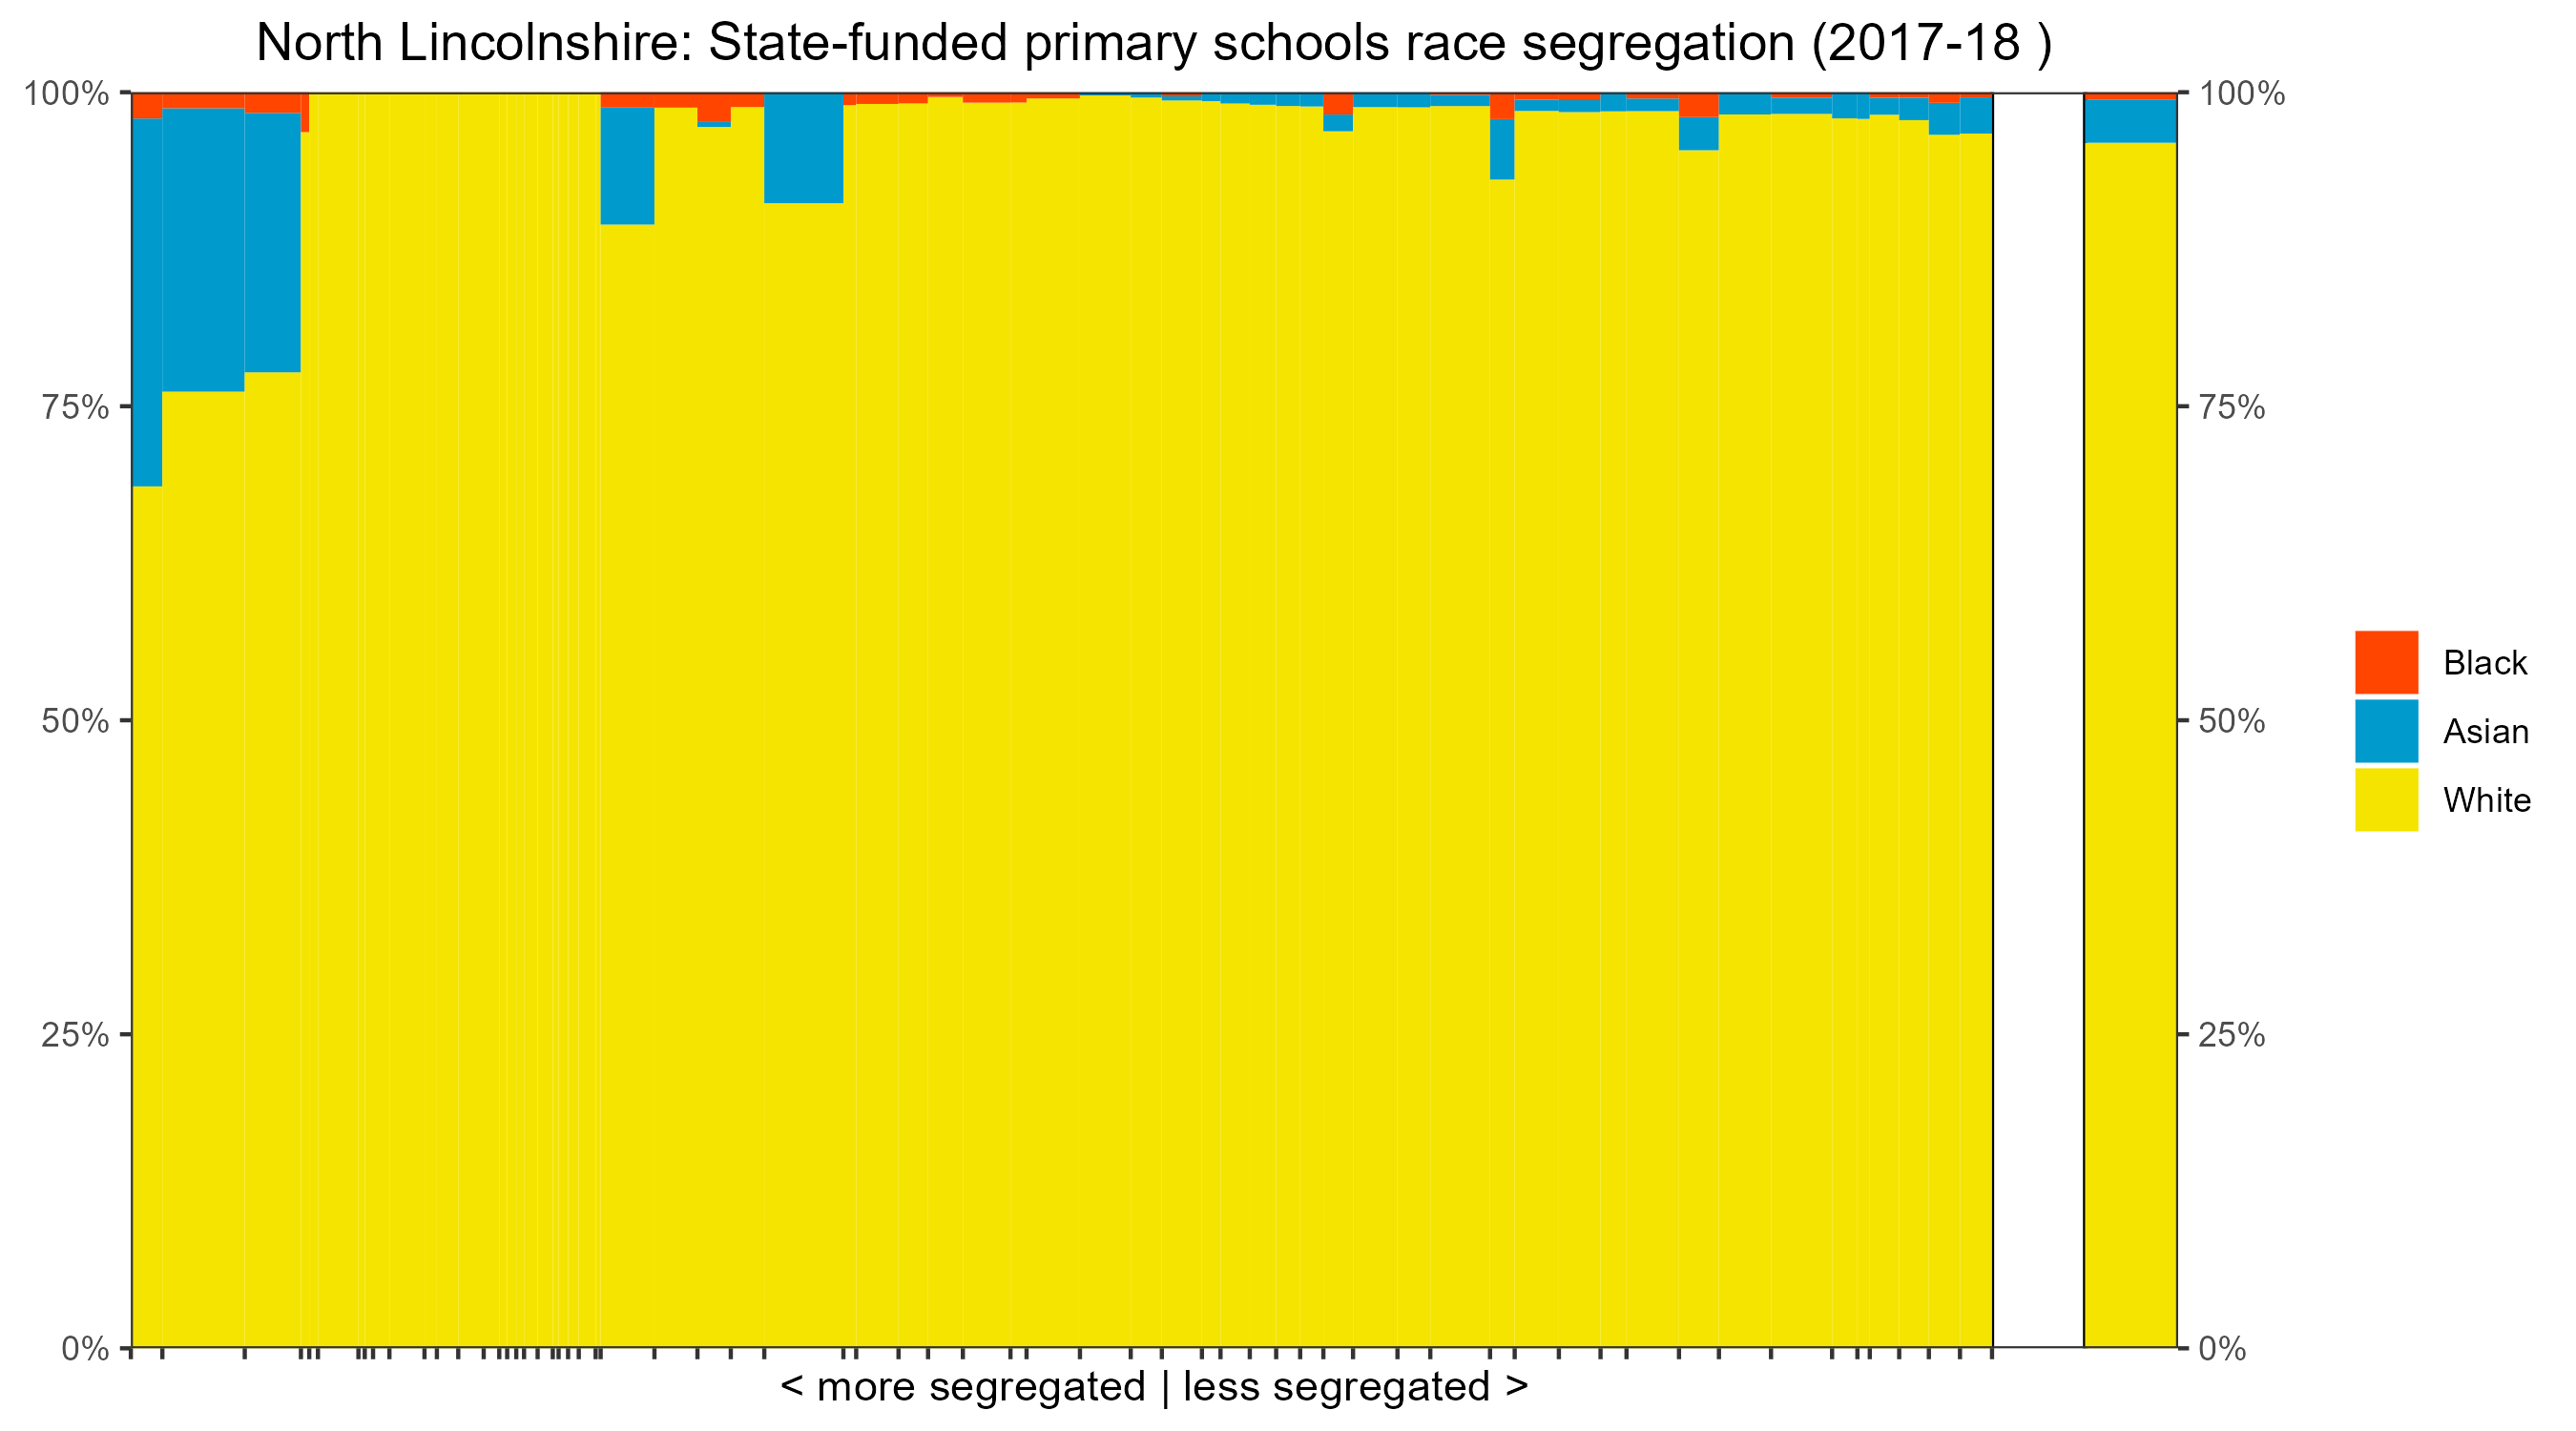 North Lincolnshire: State-funded primary schools race segregation (2017-18 )
100%
75%
50%
25%
0%
100%
75%
50%
25%
0%
Black
Asian
White
< more segregated | less segregated >